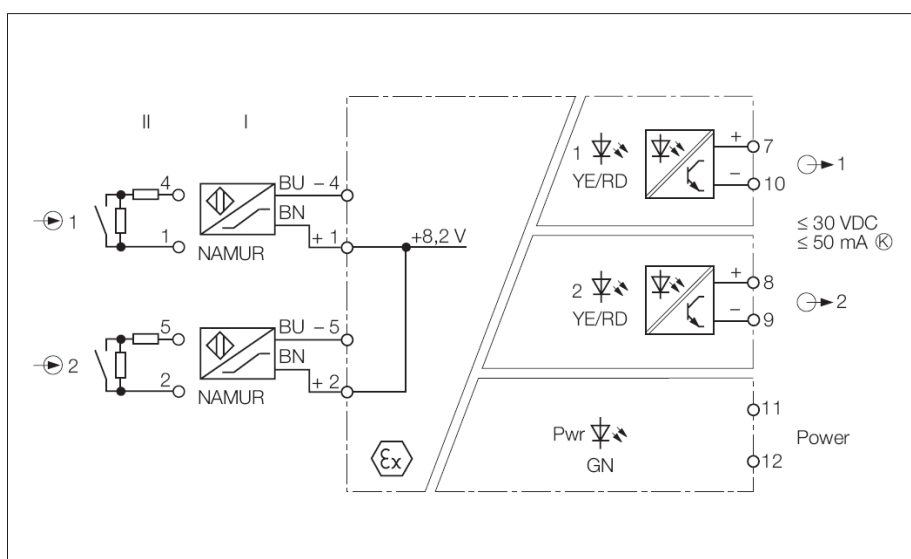 II I
1 YE/RD
+ 7
− 10
1
4
1
1
BU − 4
BN
+ 1
NAMUR
+8,2 V
≤ 30 VDC
≤ 50 mA Ⓚ
2 YE/RD
+ 8
− 9
2
2
5
2
BU − 5
BN
+ 2
NAMUR
Ex
Pwr
GN
11
12
Power